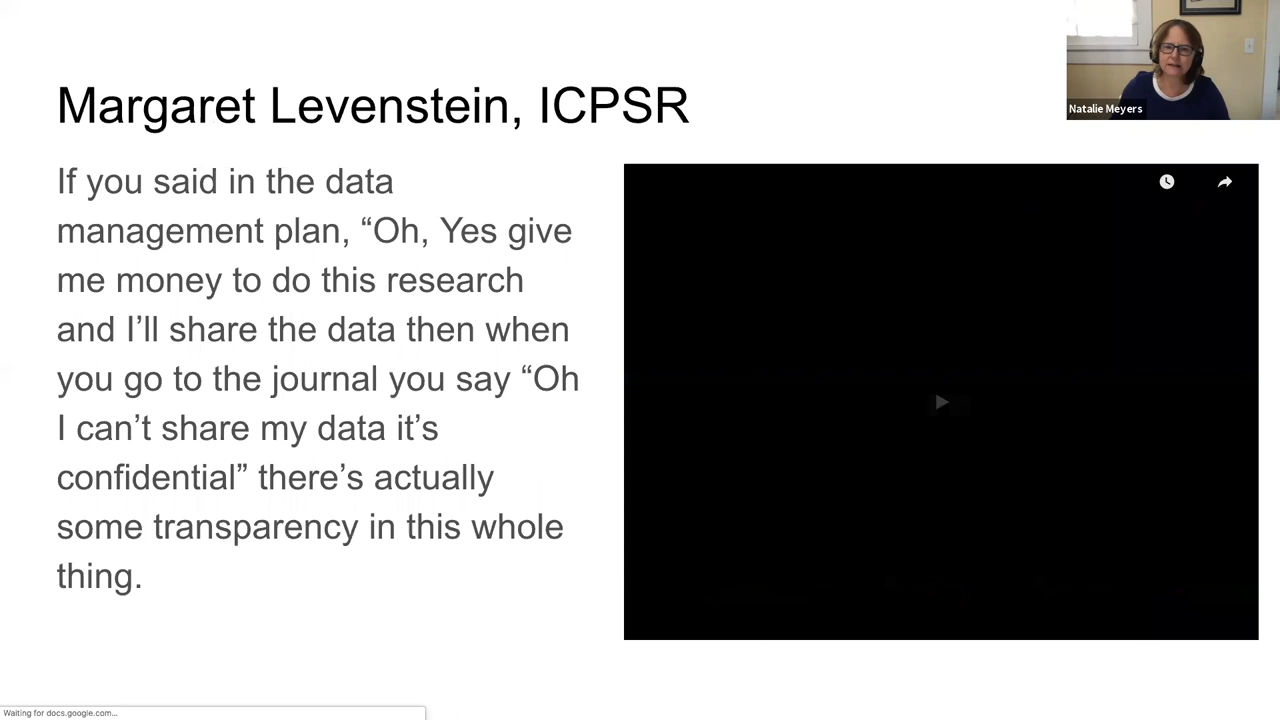 Margaret Levenstein, ICPSR
If you said in the data
management plan, “Oh, Yes give
me money to do this research
and I’ll share the data then when
you go to the journal you say “Oh
I can’t share my data it’s
confidential” there’s actually
some transparency in this whole
thing.
Natalie Meyers
Waiting for docs.google.com...